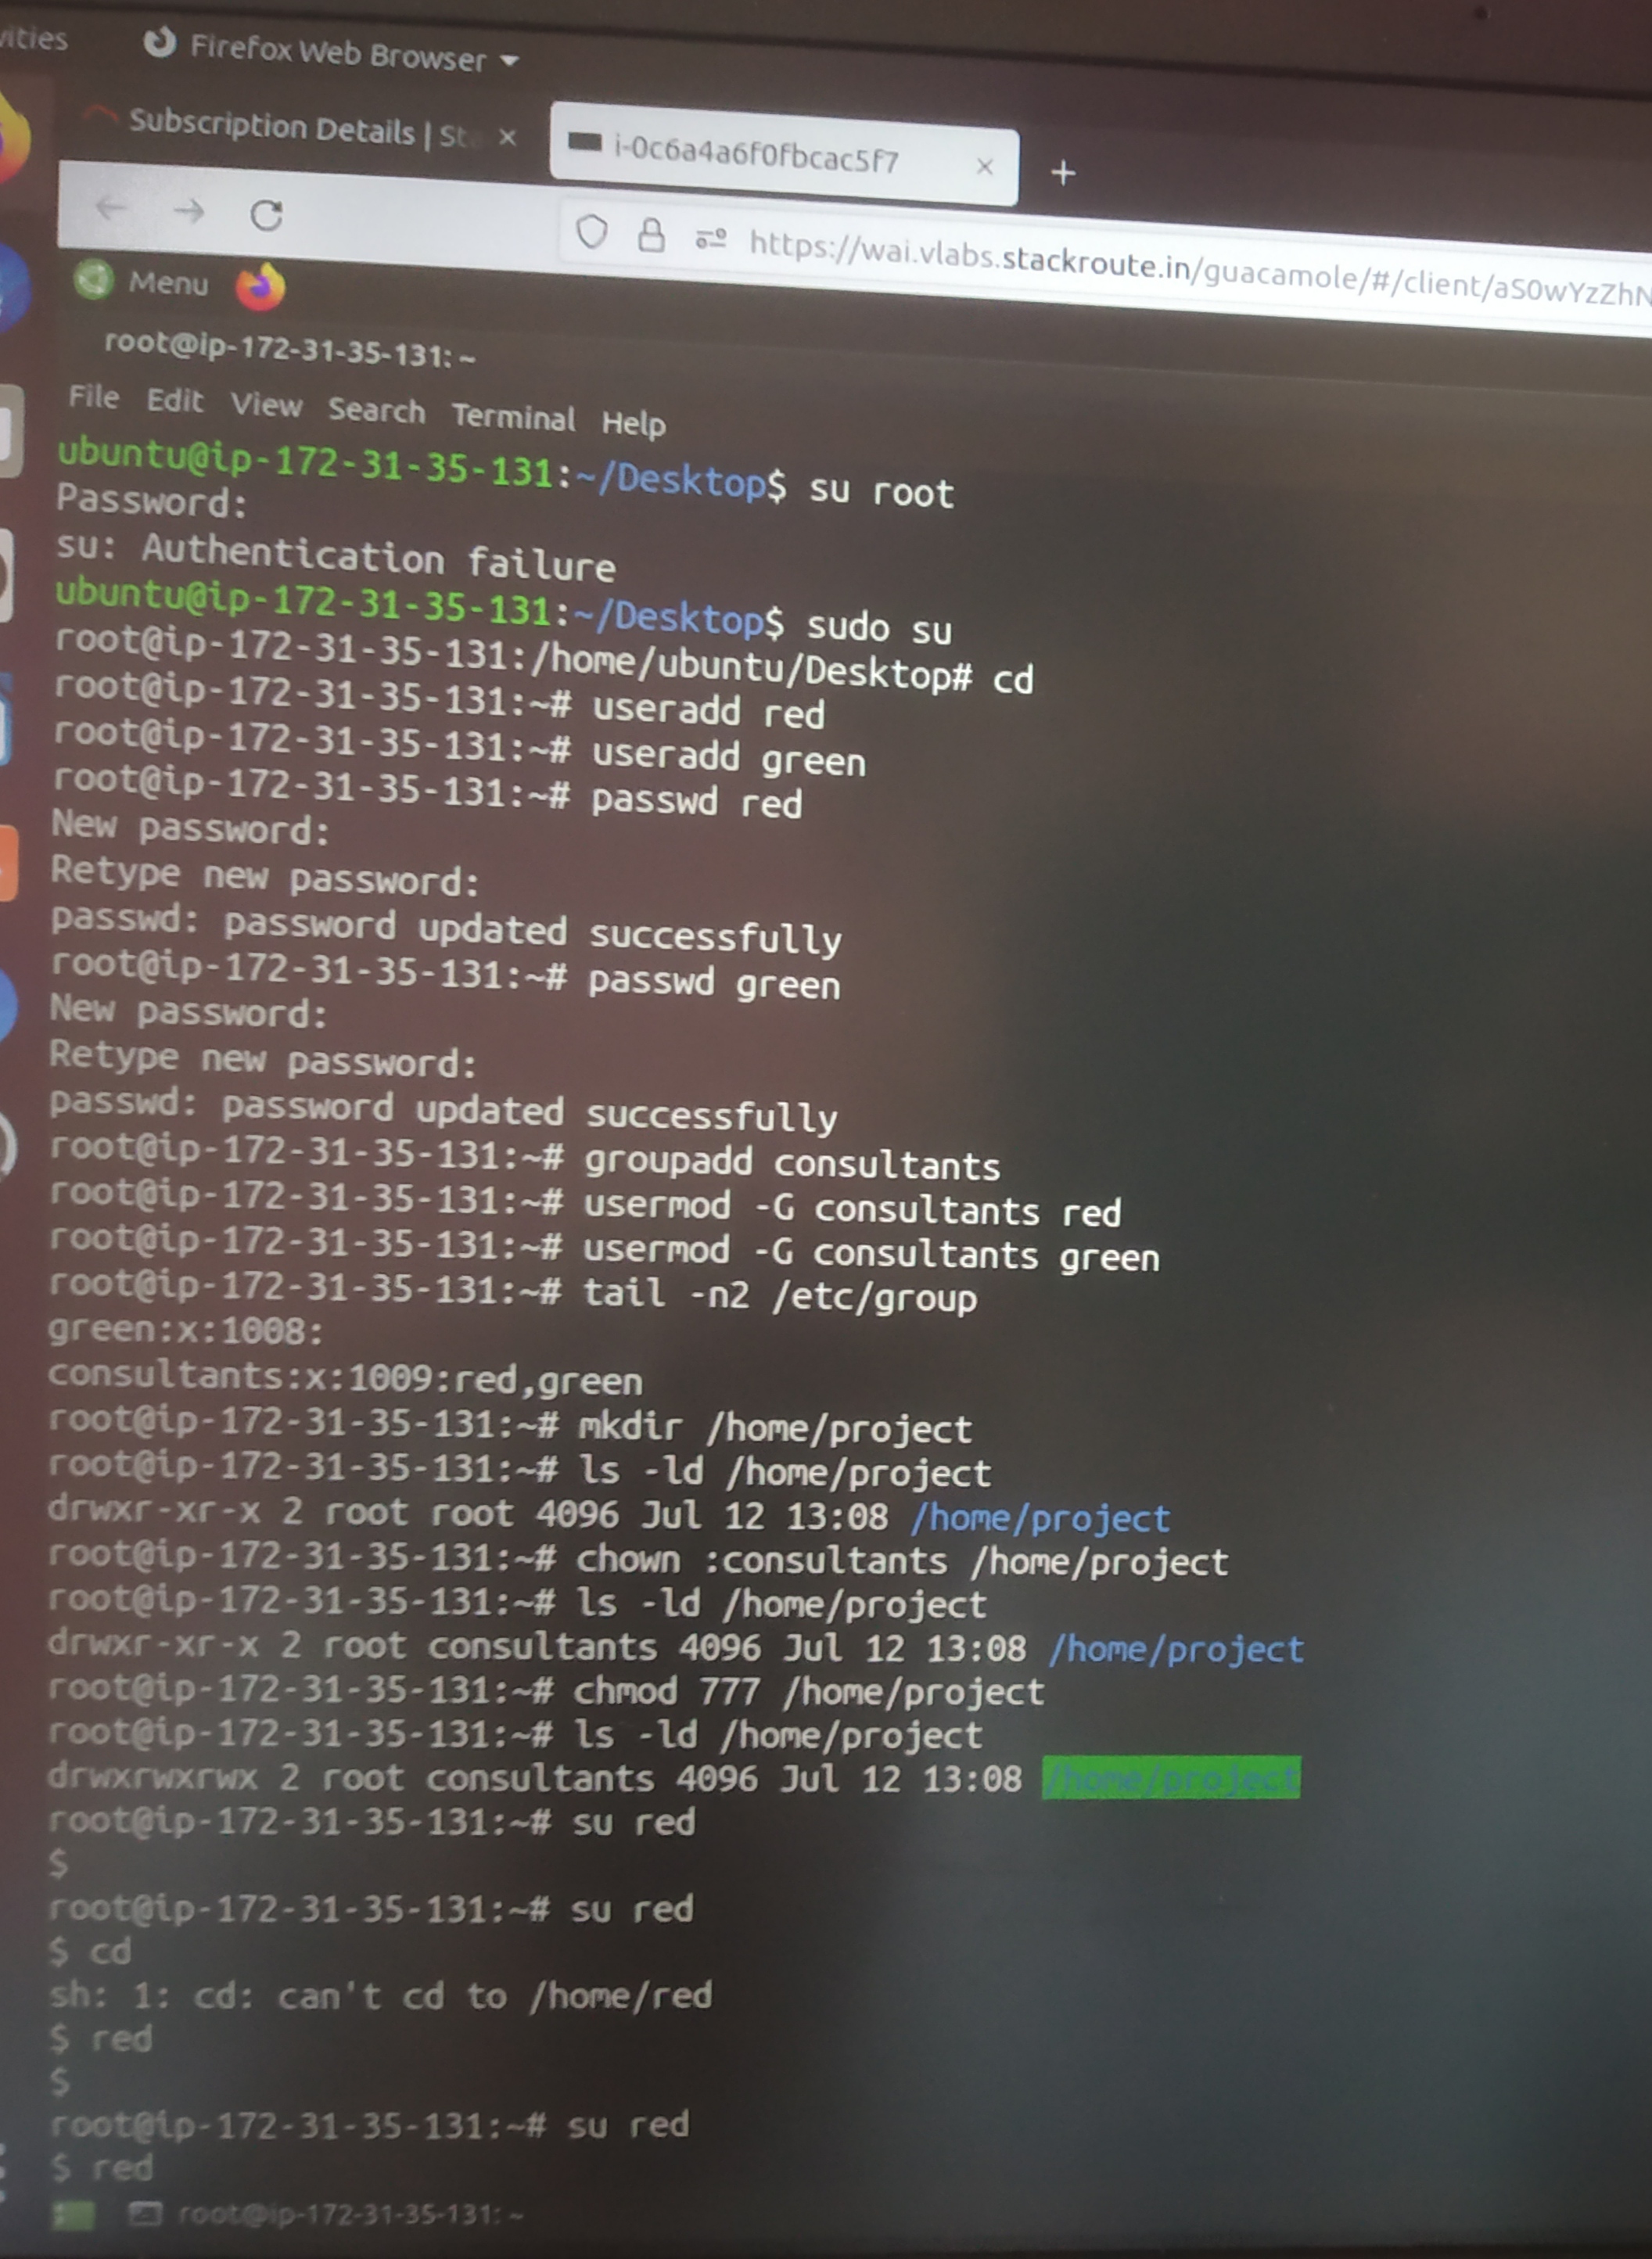 Firefox Web Browser
Subscription Details | St
i-0c6a4a6f0fbcac5f7
https://wai.vlabs.stackroute.in/guacamole/#/client/aS0wYzZhN
Menu
root@ip-172-31-35-131: ~
File Edit View Search Terminal Help
ubuntu@ip-172-31-35-131:~/Desktop$ su root
Password:
su: Authentication failure
ubuntu@ip-172-31-35-131:~/Desktop$ sudo su
root@ip-172-31-35-131:/home/ubuntu/Desktop# cd
root@ip-172-31-35-131:~# useradd red
root@ip-172-31-35-131:~# useradd green
root@ip-172-31-35-131:~# passwd red
New password:
Retype new password:
passwd: password updated successfully
root@ip-172-31-35-131:~# passwd green
New password:
Retype new password:
passwd: password updated successfully
root@ip-172-31-35-131:~# groupadd consultants
root@ip-172-31-35-131:~# usermod -G consultants red
root@ip-172-31-35-131:~# usermod -G consultants green
root@ip-172-31-35-131:~# tail -n2 /etc/group
green:x:1008:
consultants:x:1009:red,green
root@ip-172-31-35-131:~# mkdir /home/project
root@ip-172-31-35-131:~# ls -ld /home/project
drwxr-xr-x 2 root root 4096 Jul 12 13:08 /home/project
root@ip-172-31-35-131:~# chown :consultants /home/project
root@ip-172-31-35-131:~# ls -ld /home/project
drwxr-xr-x 2 root consultants 4096 Jul 12 13:08 /home/project
root@ip-172-31-35-131:~# chmod 777 /home/project
root@ip-172-31-35-131:~# ls -ld /home/project
drwxrwxrwx 2 root consultants 4096 Jul 12 13:08 /home/project
root@ip-172-31-35-131:~# su red
$
root@ip-172-31-35-131:~# su red
$ cd
sh: 1: cd: can't cd to /home/red
$ red
$
root@ip-172-31-35-131:~# su red
$ red
root@ip-172-31-35-131: ~